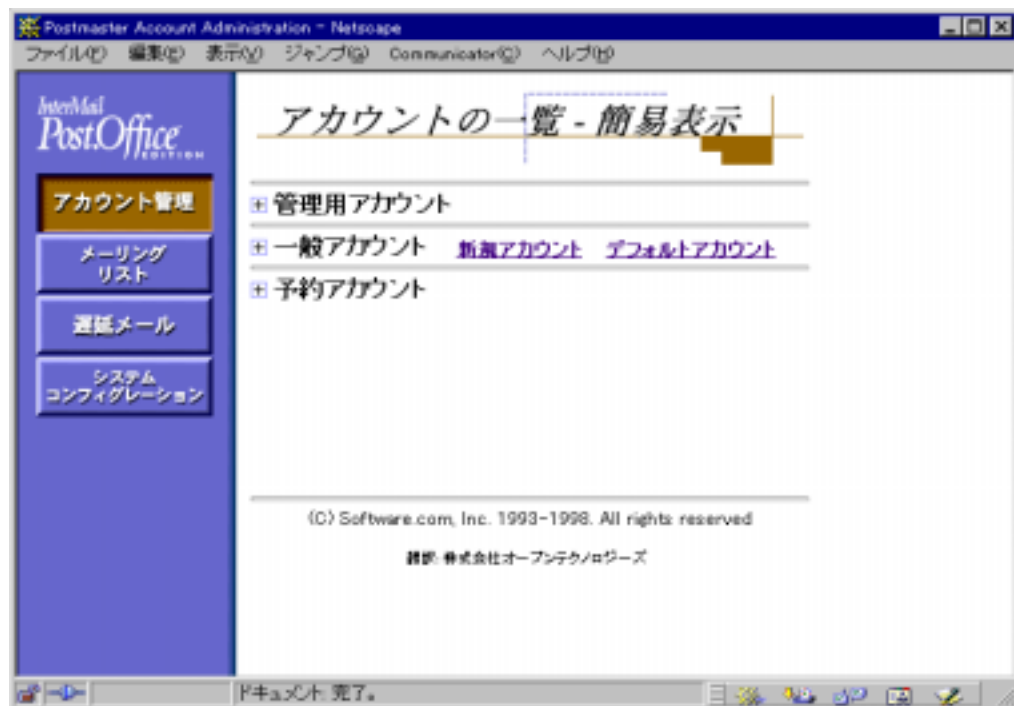 Postmaster Account Administration - Netscape
ファイル(F) 編集(E) 表示(V) ジャンプ(G) Communicator(C) ヘルプ(H)
InterMail
Post.Office
EDITION
アカウント管理
メーリング
リスト
遅延メール
システム
コンフィグレーション
アカウントの一覧 - 簡易表示
管理用アカウント
一般アカウント 新規アカウント デフォルトアカウント
予約アカウント
(C) Software.com, Inc. 1993-1998. All rights reserved
翻訳: 株式会社オープンテクノロジーズ
ドキュメント: 完了。